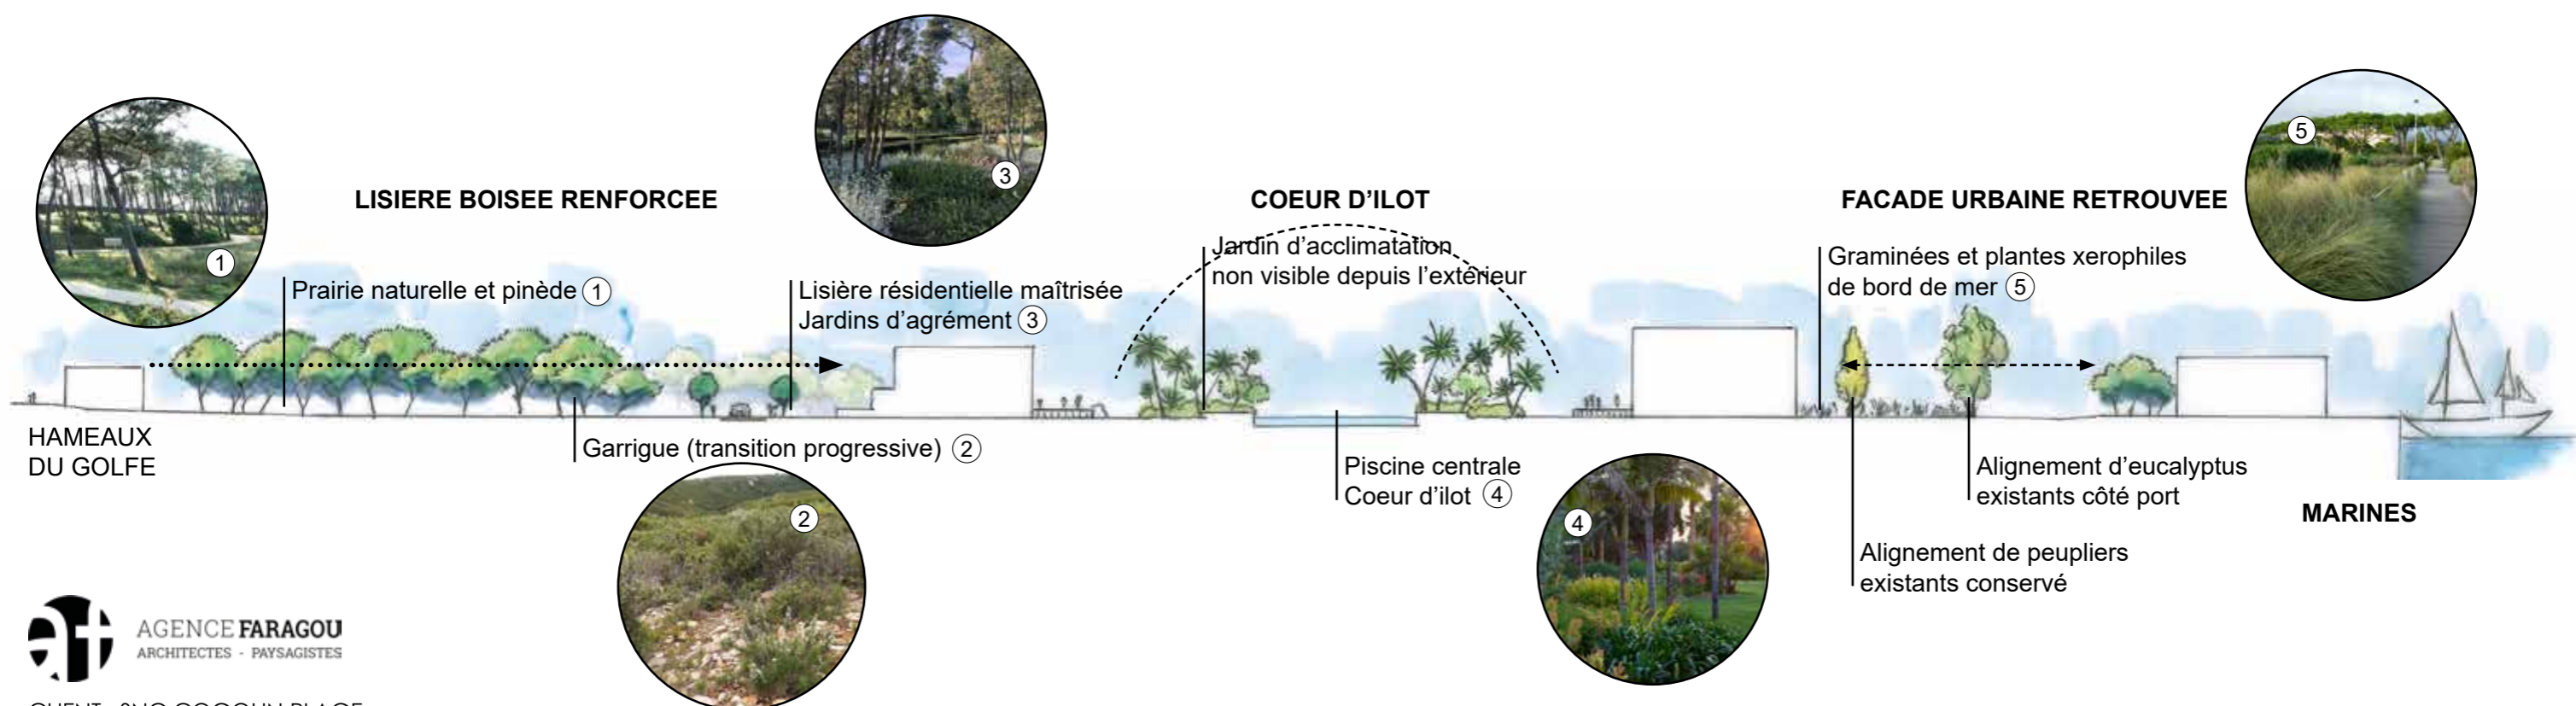 LISIERE BOISEE RENFORCEE
COEUR D'ILOT
FACADE URBAINE RETROUVEE
1
3
5
Prairie naturelle et pinède 1
Lisière résidentielle maîtrisée
Jardins d'agrément 3
Jardin d'acclimatation
non visible depuis l'extérieur
Graminées et plantes xerophiles
de bord de mer 5
HAMEAUX
DU GOLFE
Garrigue (transition progressive) 2
2
Piscine centrale
Coeur d'ilot 4
4
Alignement d'eucalyptus
existants côté port
MARINES
Alignement de peupliers
existants conservé
af
AGENCE FARAGOU
ARCHITECTES - PAYSAGISTES